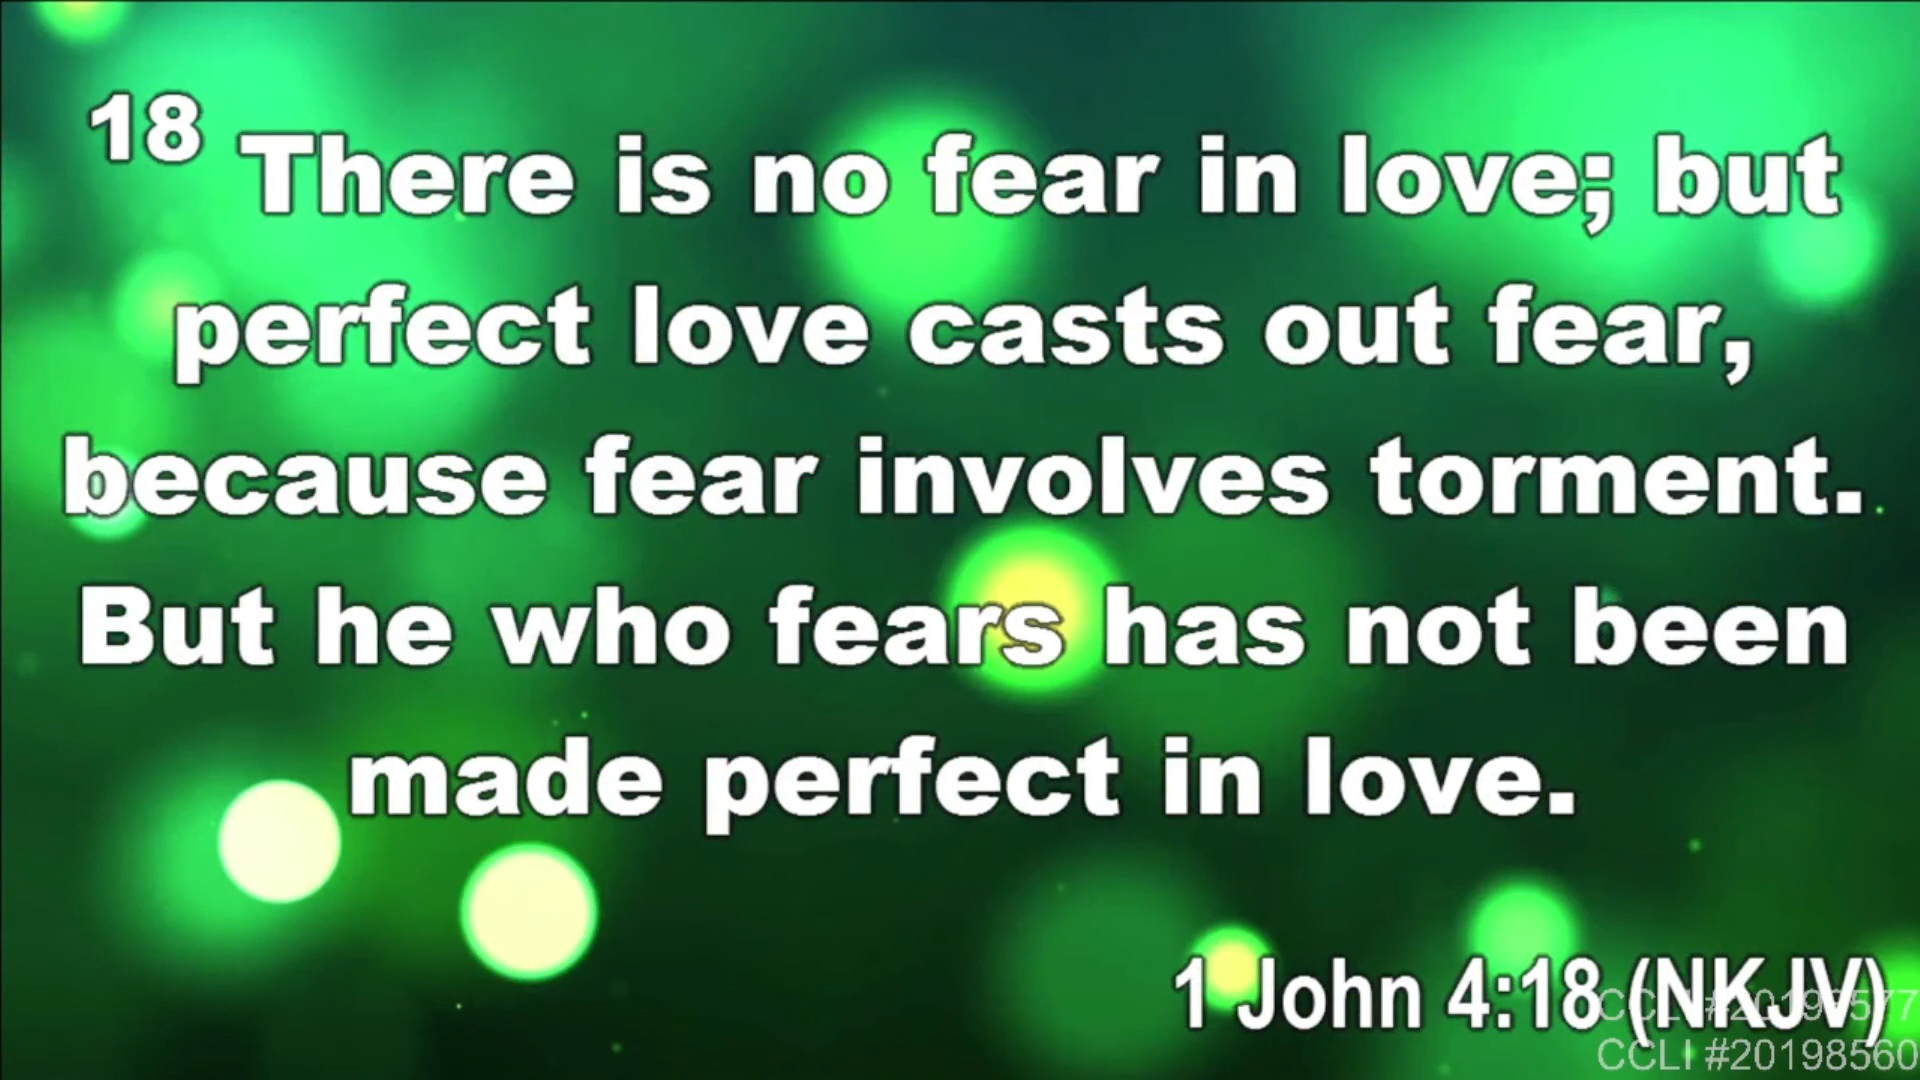 18 There is no fear in love; but
perfect love casts out fear,
because fear involves torment.
But he who fears has not been
made perfect in love.
1 John 4:18 (NKJV)
CCLI #20198560